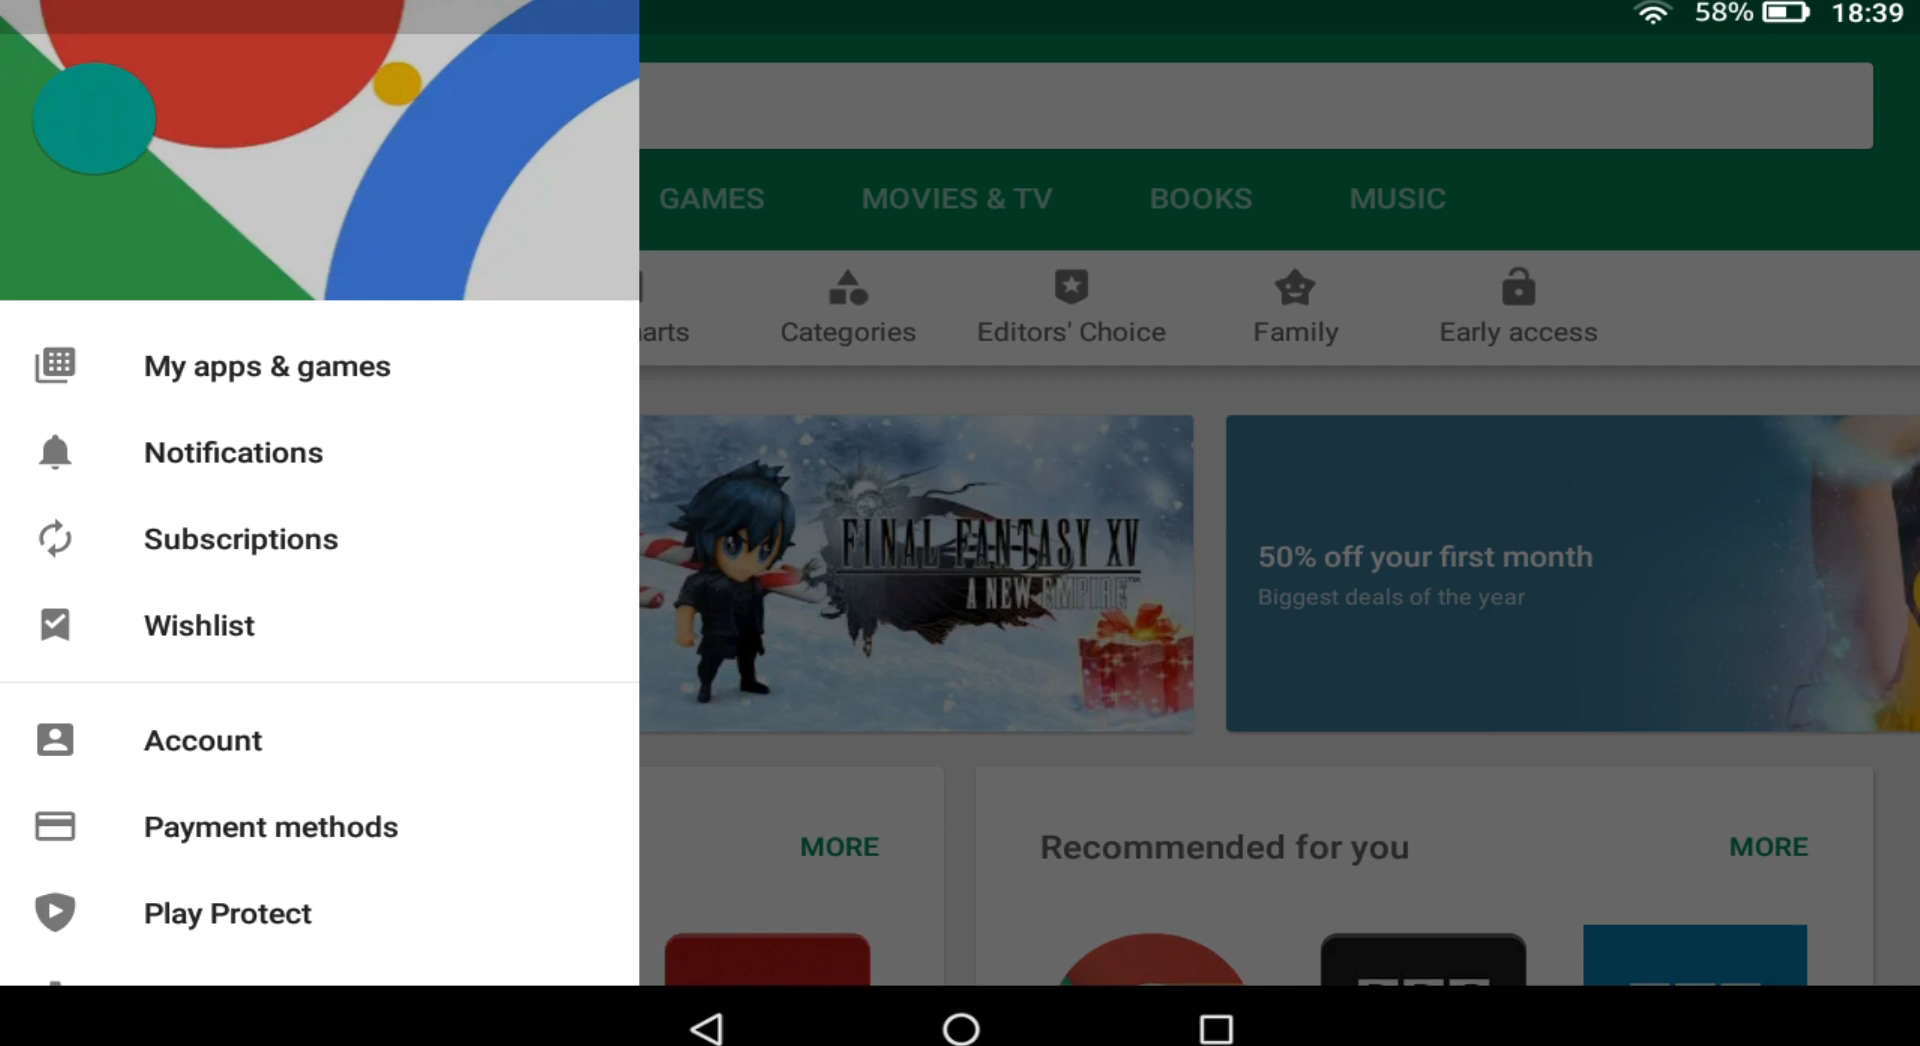 58%
18:39
GAMES
MOVIES & TV
BOOKS
MUSIC
arts
Categories
Editors' Choice
Family
Early access
My apps & games
Notifications
Subscriptions
Wishlist
Account
Payment methods
Play Protect
FINAL FANTASY XV
A NEW EMPIRE™
50% off your first month
Biggest deals of the year
MORE
Recommended for you
MORE